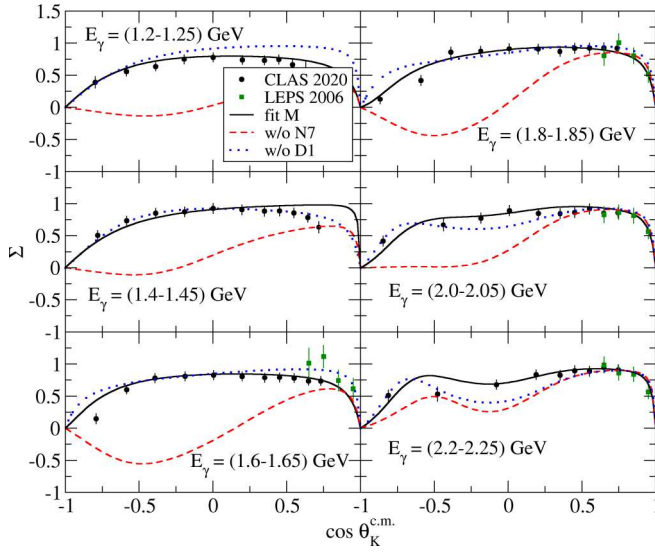 1.5
1
0.5
0
-0.5
-1
E_γ = (1.2-1.25) GeV
CLAS 2020
LEPS 2006
fit M
w/o N7
w/o D1
E_γ = (1.8-1.85) GeV
Σ
1
0.5
0
-0.5
-1
E_γ = (1.4-1.45) GeV
E_γ = (2.0-2.05) GeV
1
0.5
0
-0.5
-1
E_γ = (1.6-1.65) GeV
E_γ = (2.2-2.25) GeV
-1 -0.5 0 0.5 -1 -0.5 0 0.5 1
cos θ_K^c.m.